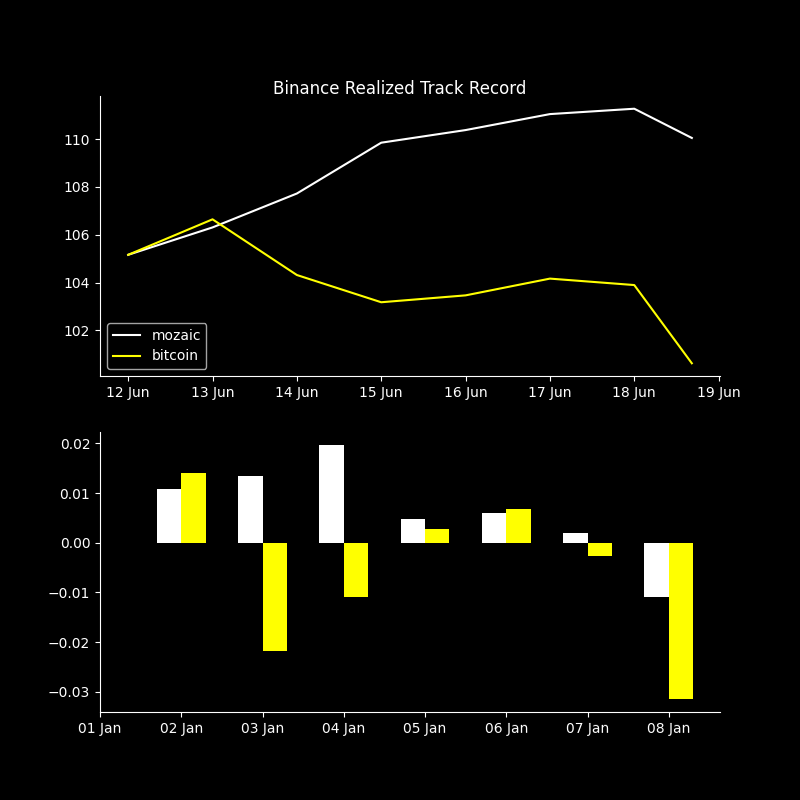 Binance Realized Track Record
110
108
106
104
102
mozaic
bitcoin
12 Jun 13 Jun 14 Jun 15 Jun 16 Jun 17 Jun 18 Jun 19 Jun
0.02
0.01
0.00
−0.01
−0.02
−0.03
01 Jan 02 Jan 03 Jan 04 Jan 05 Jan 06 Jan 07 Jan 08 Jan